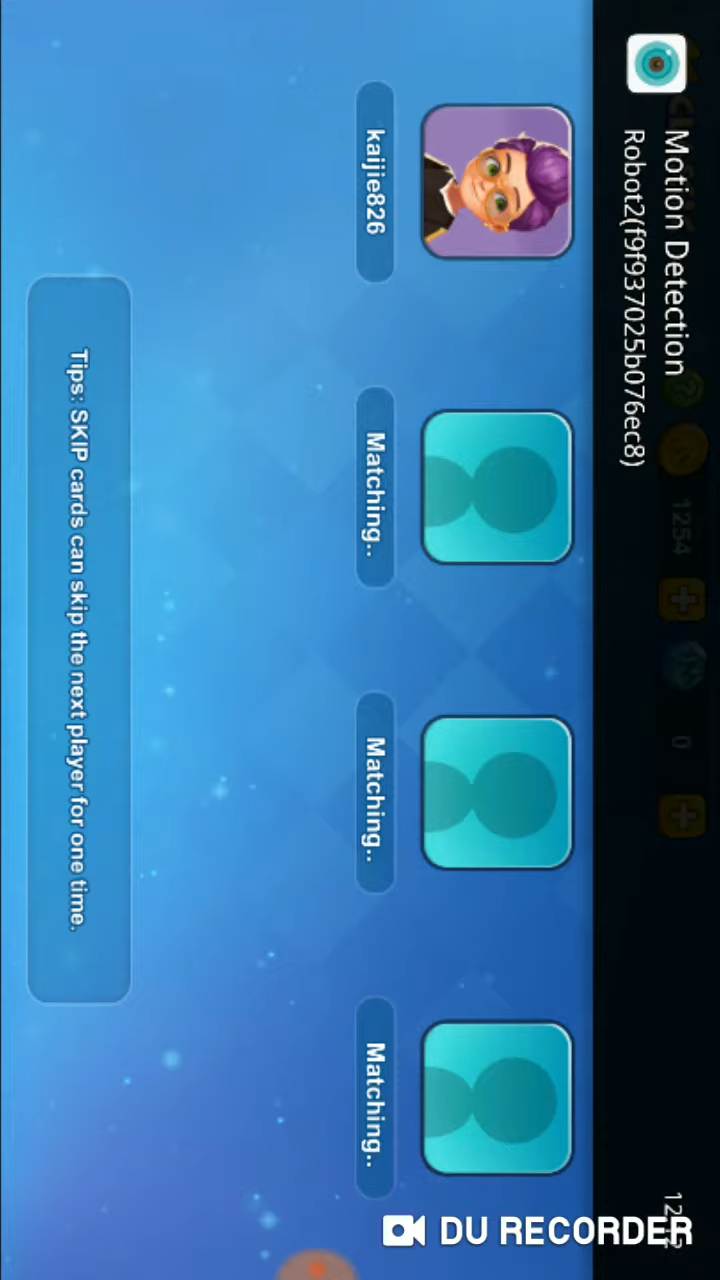 Motion Detection
Robot2(f9f937025b076ec8)
1254
0
kaijie826
Matching..
Matching..
Matching..
Tips: SKIP cards can skip the next player for one time.
DU RECORDER